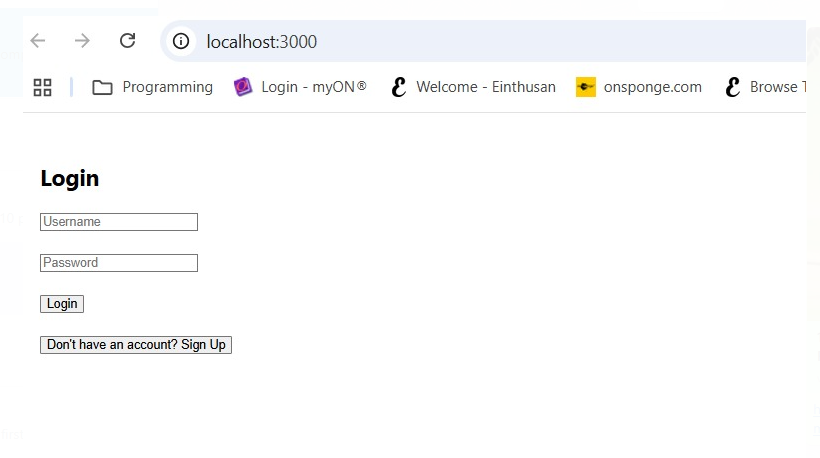 localhost:3000
Programming Login - myON® Welcome - Einthusan onsponge.com Browse
Login
Username
Password
Login
Don't have an account? Sign Up